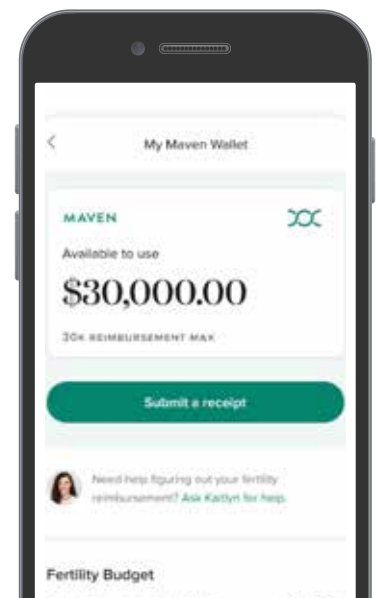 My Maven Wallet
MAVEN
Available to use
$30,000.00
30K REIMBURSEMENT MAX
Submit a receipt
Need help figuring out your fertility
reimbursement? Ask Kaitlyn for help.
Fertility Budget